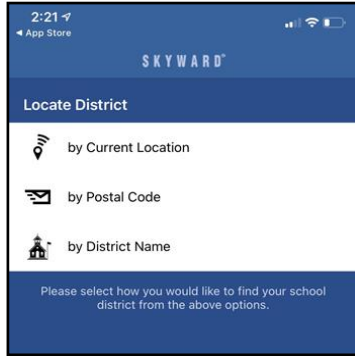 2:21
◀ App Store
SKYWARD™
Locate District
by Current Location
by Postal Code
by District Name
Please select how you would like to find your school
district from the above options.